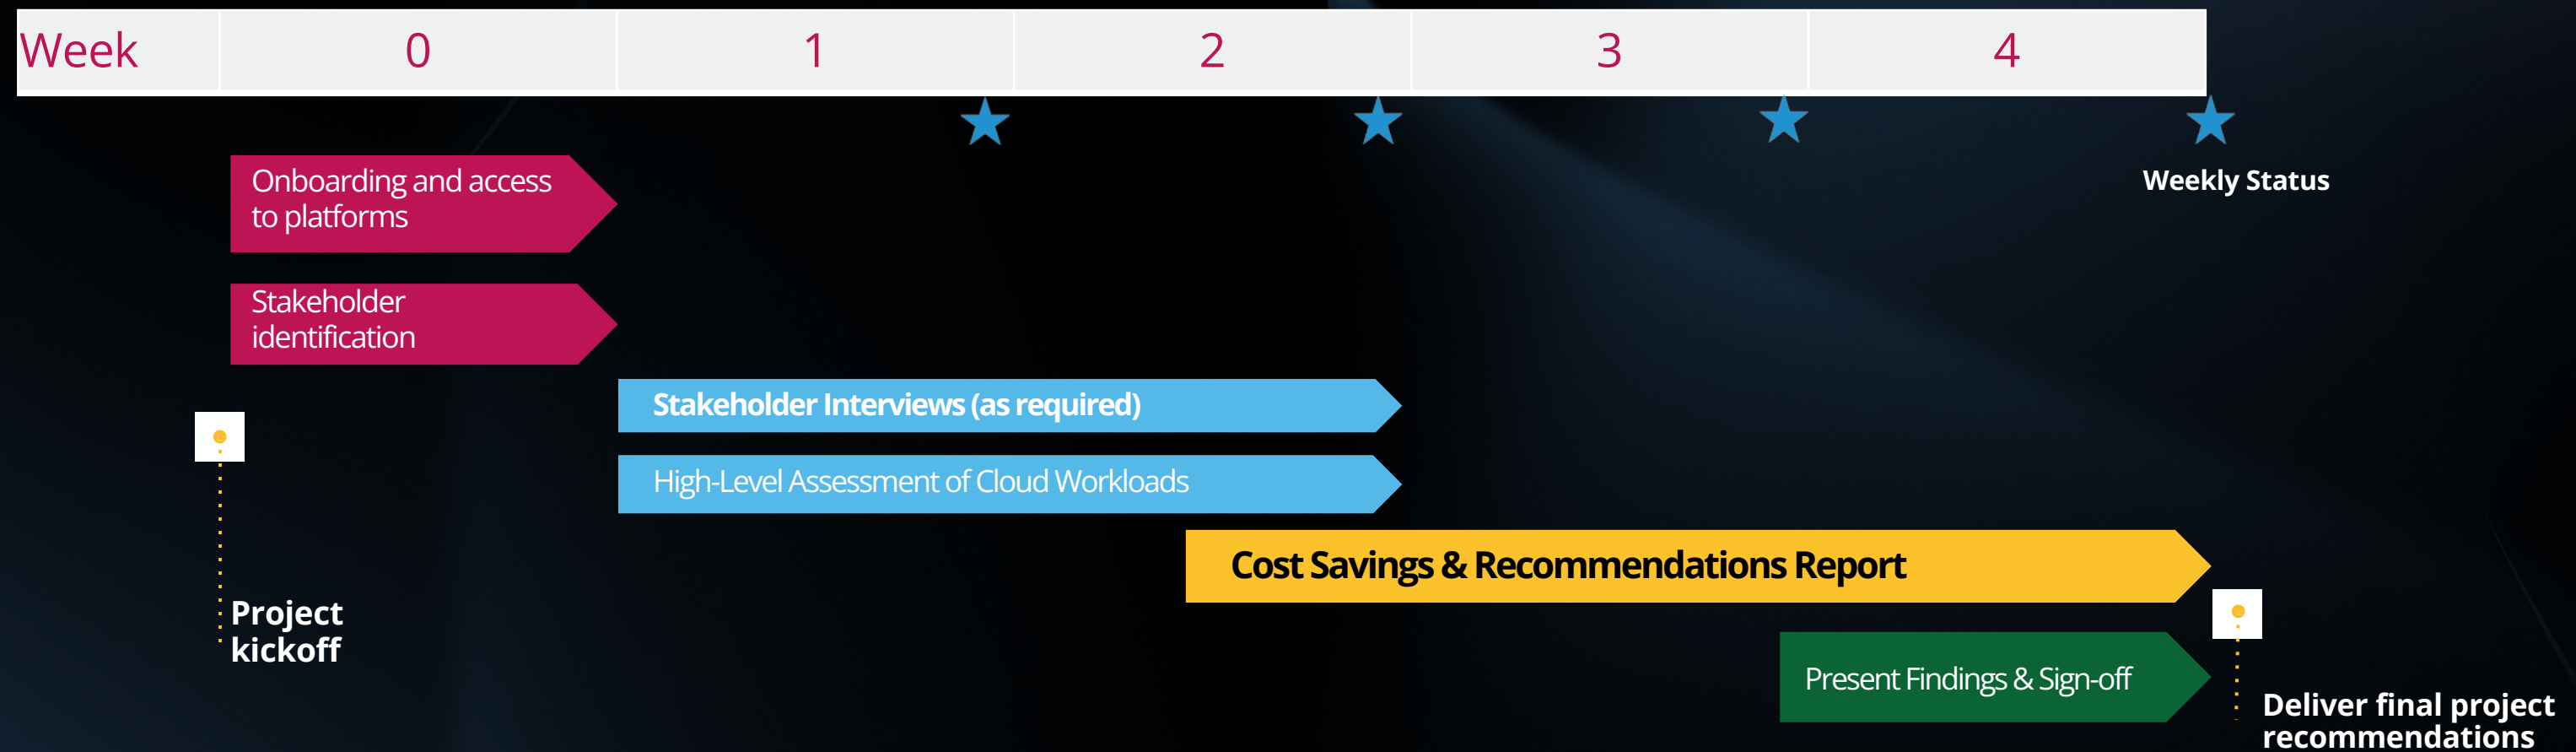 Week 0 1 2 3 4
Weekly Status
Onboarding and access
to platforms
Stakeholder
identification
Stakeholder Interviews (as required)
High-Level Assessment of Cloud Workloads
Cost Savings & Recommendations Report
Project
kickoff
Present Findings & Sign-off
Deliver final project
recommendations